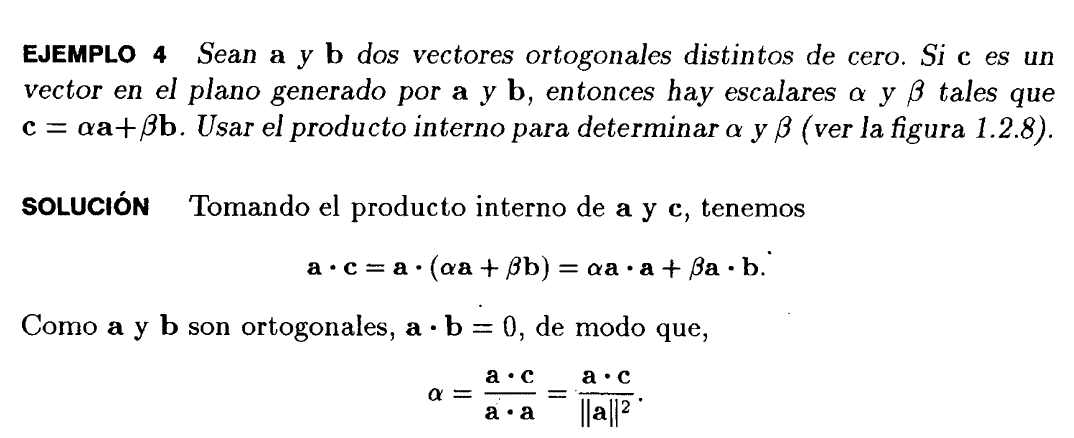 EJEMPLO 4 Sean a y b dos vectores ortogonales distintos de cero. Si c es un
vector en el plano generado por a y b, entonces hay escalares α y β tales que
c = αa+βb. Usar el producto interno para determinar α y β (ver la figura 1.2.8).
SOLUCIÓN Tomando el producto interno de a y c, tenemos
a · c = a · (αa + βb) = αa · a + βa · b.
Como a y b son ortogonales, a · b = 0, de modo que,
α = \frac{a · c}{a · a} = \frac{a · c}{||a||²}.